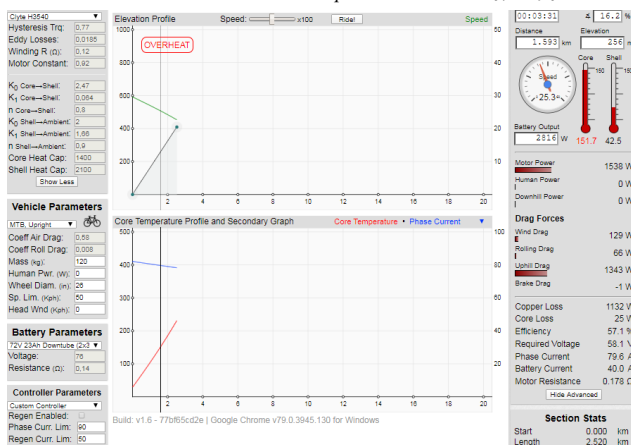 Clyte H3540
Hysteresis Trq: 0,77
Eddy Losses: 0,0185
Winding R (Ω): 0,12
Motor Constant: 0,92
K0 Core→Shell: 2,47
K1 Core→Shell: 0,064
n Core→Shell: 0,8
K0 Shell→Ambient: 2
K1 Shell→Ambient: 1,66
n Shell→Ambient: 0,9
Core Heat Cap: 1400
Shell Heat Cap: 2100
Show Less
Vehicle Parameters
MTB, Upright
Coeff Air Drag: 0,58
Coeff Roll Drag: 0,008
Mass (kg): 120
Human Pwr. (W): 0
Wheel Diam. (in): 26
Sp. Lim. (Kph): 50
Head Wnd (Kph): 0
Battery Parameters
72V 23Ah Downtube (2x3
Voltage: 76
Resistance (Ω): 0,14
Controller Parameters
Custom Controller
Regen Enabled:
Phase Curr. Lim: 90
Regen Curr. Lim: 50
Elevation Profile Speed: x100 Ride! Speed
OVERHEAT
1000 800 600 400 200
50 40 30 20 10
2 4 6 8 10 12 14 16 18 20
Core Temperature Profile and Secondary Graph Core Temperature • Phase Current
500 400 300 200 100
100 80 60 40 20
2 4 6 8 10 12 14 16 18 20
Build: v1.6 - 77bf65cd2e | Google Chrome v79.0.3945.130 for Windows
00:03:31 16.2 %
Distance Elevation
1.593 km 256 m
Core Shell
150 150
Speed
25.3
Battery Output
2816 W 151.7 42.5
Motor Power 1538 W
Human Power 0 W
Downhill Power 0 W
Drag Forces
Wind Drag 129 W
Rolling Drag 66 W
Uphill Drag 1343 W
Brake Drag -1 W
Copper Loss 1132 W
Core Loss 25 W
Efficiency 57.1 %
Required Voltage 58.1 V
Phase Current 79.6 A
Battery Current 40.0 A
Motor Resistance 0.178 Ω
Hide Advanced
Section Stats
Start 0.000 km
Length 2.520 km